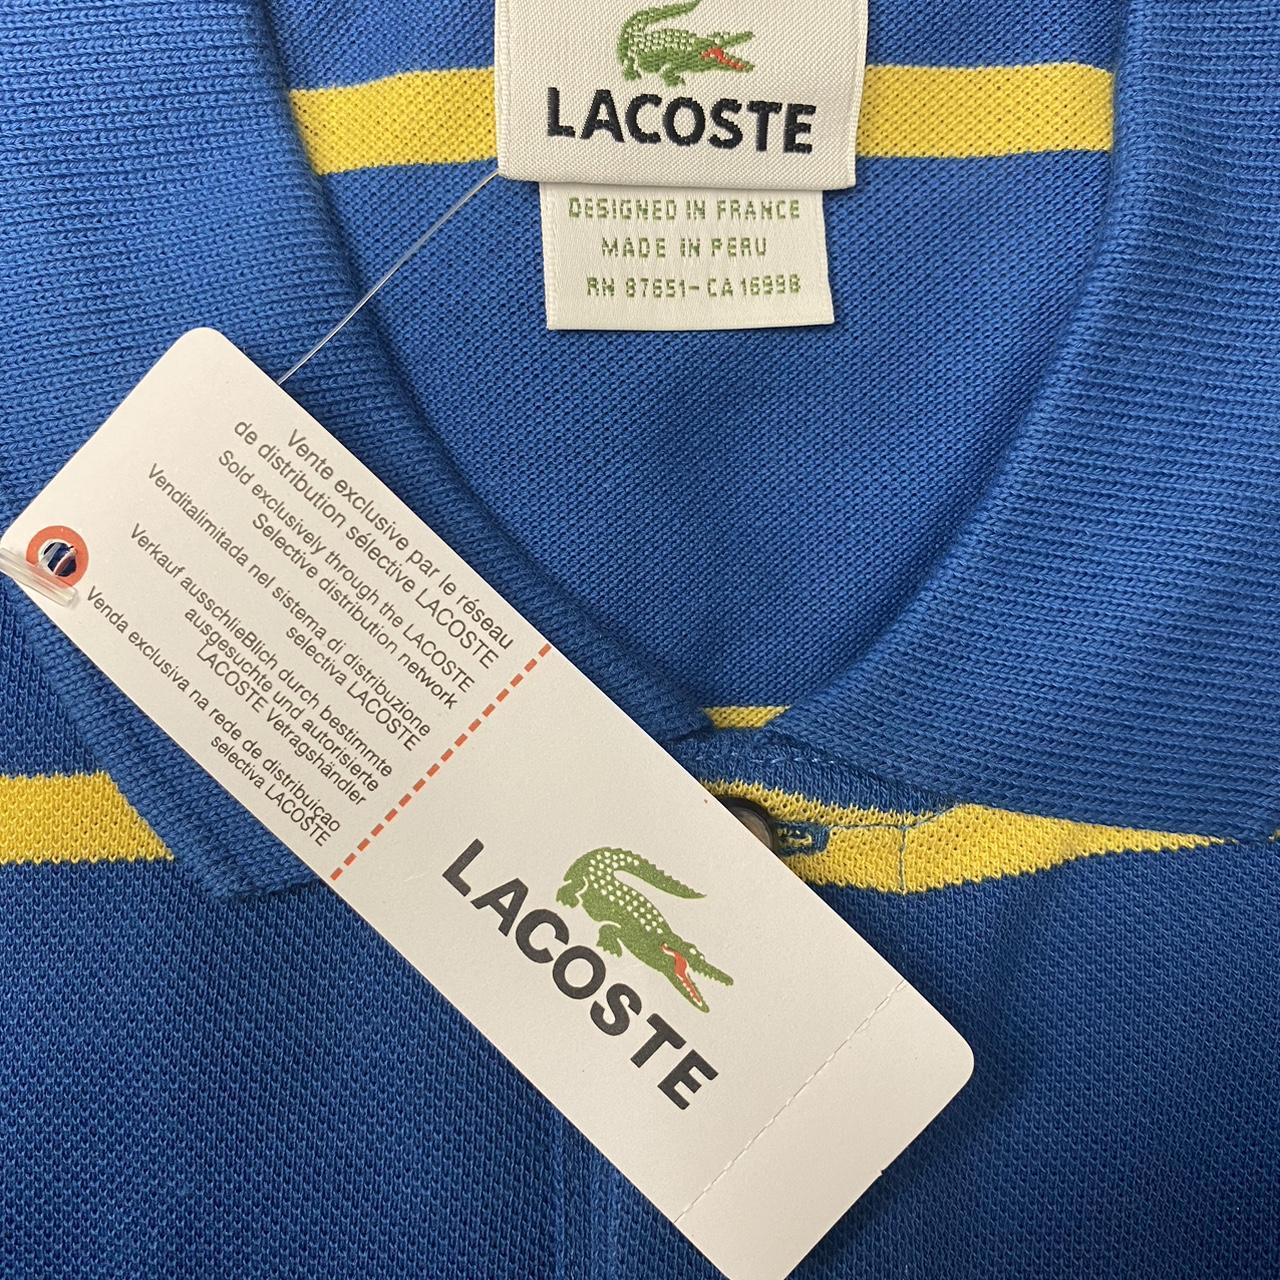 LACOSTE
DESIGNED IN FRANCE
MADE IN PERU
RN 87651-CA 16998
Vente exclusive par le réseau
de distribution sélective LACOSTE
Sold exclusively through the LACOSTE
Selective distribution network
Venditalimitada nel sistema di distribuzione
selectiva LACOSTE
Verkauf ausschlieBlich durch bestimmte
ausgesuchte und autorisierte
LACOSTE Vetragshändler
Venda exclusiva na rede de distribuiçao
selectiva LACOSTE
LACOSTE